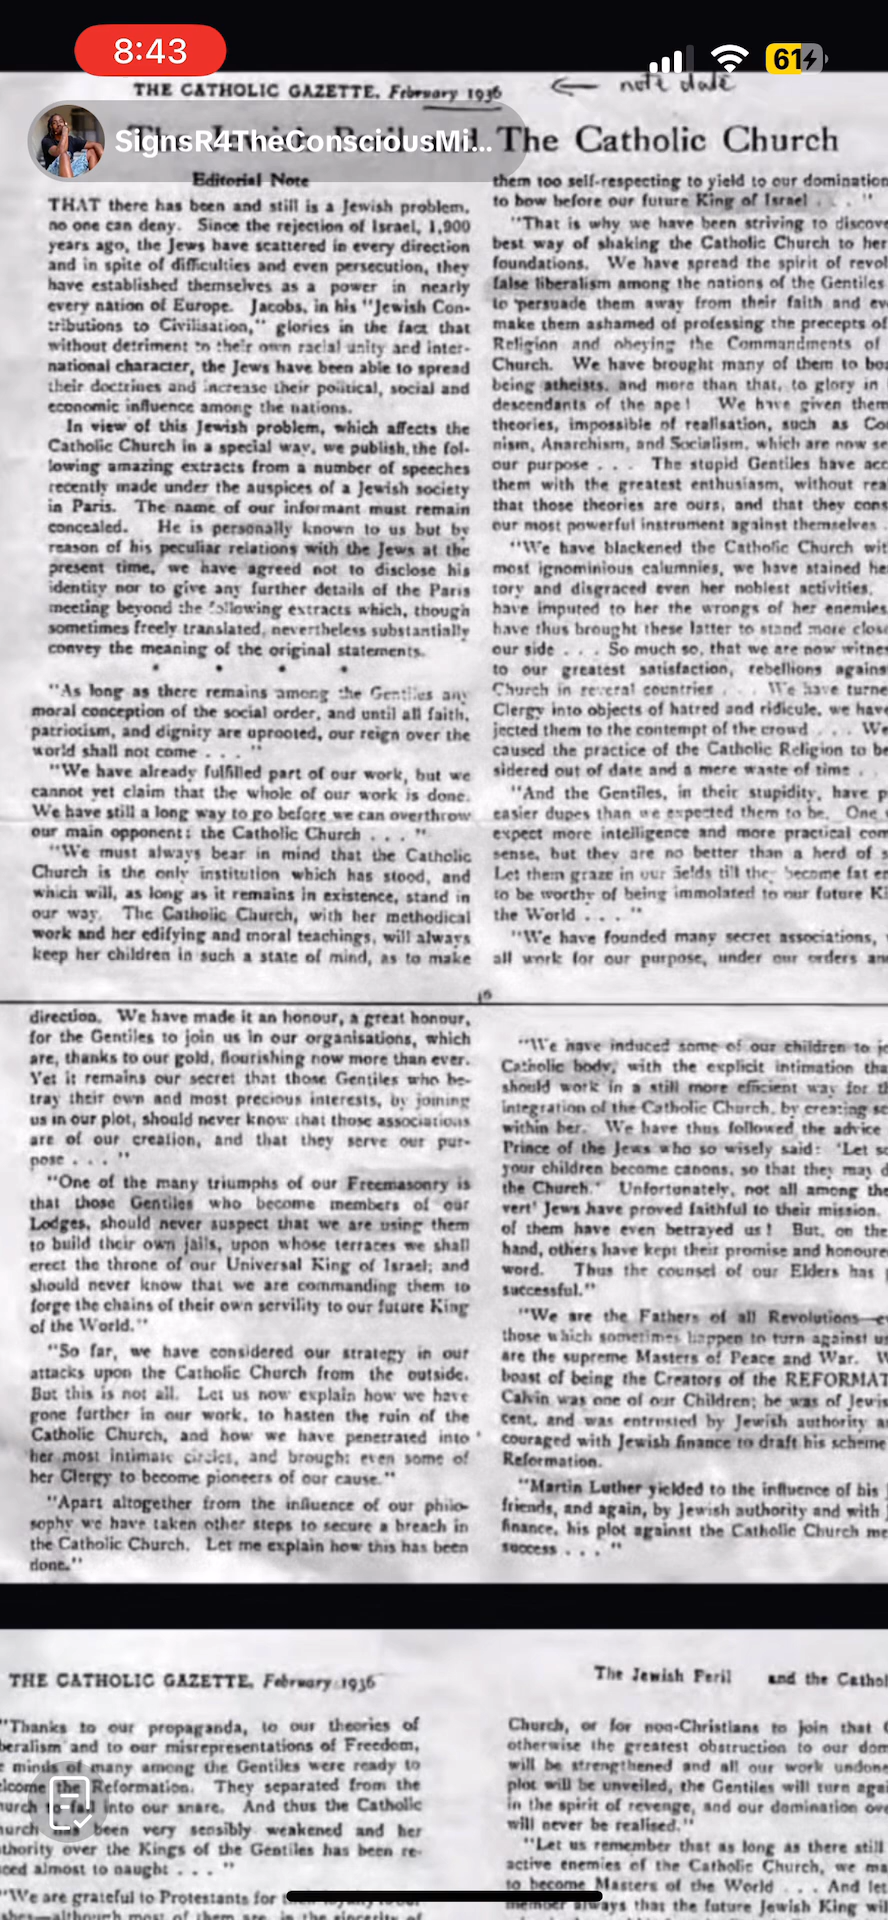 8:43
61
THE CATHOLIC GAZETTE, February 1936
← note date
SignsR4TheConsciousMi...
The Catholic Church
Editorial Note
THAT there has been and still is a Jewish problem,
no one can deny. Since the rejection of Israel, 1,900
years ago, the Jews have scattered in every direction
and in spite of difficulties and even persecution, they
have established themselves as a power in nearly
every nation of Europe. Jacobs, in his "Jewish Con-
tributions to Civilisation," glories in the fact that
without detriment to their own racial unity and inter-
national character, the Jews have been able to spread
their doctrines and increase their political, social and
economic influence among the nations.
In view of this Jewish problem, which affects the
Catholic Church in a special way, we publish the fol-
lowing amazing extracts from a number of speeches
recently made under the auspices of a Jewish society
in Paris. The name of our informant must remain
concealed. He is personally known to us but by
reason of his peculiar relations with the Jews at the
present time, we have agreed not to disclose his
identity nor to give any further details of the Paris
meeting beyond the following extracts which, though
sometimes freely translated, nevertheless substantially
convey the meaning of the original statements.
"As long as there remains among the Gentiles any
moral conception of the social order, and until all faith,
patriotism, and dignity are uprooted, our reign over the
world shall not come . . . "
"We have already fulfilled part of our work, but we
cannot yet claim that the whole of our work is done.
We have still a long way to go before we can overthrow
our main opponent: the Catholic Church . . . "
"We must always bear in mind that the Catholic
Church is the only institution which has stood, and
which will, as long as it remains in existence, stand in
our way. The Catholic Church, with her methodical
work and her edifying and moral teachings, will always
keep her children in such a state of mind, as to make
them too self-respecting to yield to our domination
to bow before our future King of Israel . . . "
"That is why we have been striving to discove
best way of shaking the Catholic Church to her
foundations. We have spread the spirit of revol
false liberalism among the nations of the Gentiles
to persuade them away from their faith and ev
make them ashamed of professing the precepts of
Religion and obeying the Commandments of
Church. We have brought many of them to boa
being atheists, and more than that, to glory in
descendants of the ape! We have given them
theories, impossible of realisation, such as Co
nism, Anarchism, and Socialism, which are now se
our purpose . . . The stupid Gentiles have acc
them with the greatest enthusiasm, without rea
that those theories are ours, and that they cons
our most powerful instrument against themselves .
"We have blackened the Catholic Church wit
most ignominious calumnies, we have stained he
tory and disgraced even her noblest activities.
have imputed to her the wrongs of her enemies
have thus brought these latter to stand more close
our side . . . So much so, that we are now witne
to our greatest satisfaction, rebellions agains
Church in several countries . . . We have turne
Clergy into objects of hatred and ridicule, we have
jected them to the contempt of the crowd . . . We
caused the practice of the Catholic Religion to be
sidered out of date and a mere waste of time . .
"And the Gentiles, in their stupidity, have p
easier dupes than we expected them to be. One
expect more intelligence and more practical com
sense, but they are no better than a herd of s
Let them graze in our fields till they become fat en
to be worthy of being immolated to our future Ki
the World . . . "
"We have founded many secret associations,
all work for our purpose, under our orders and
direction. We have made it an honour, a great honour,
for the Gentiles to join us in our organisations, which
are, thanks to our gold, flourishing now more than ever.
Yet it remains our secret that those Gentiles who be-
tray their own and most precious interests, by joining
us in our plot, should never know that those associations
are of our creation, and that they serve our pur-
pose . . . "
"One of the many triumphs of our Freemasonry is
that those Gentiles who become members of our
Lodges, should never suspect that we are using them
to build their own jails, upon whose terraces we shall
erect the throne of our Universal King of Israel; and
should never know that we are commanding them to
forge the chains of their own servility to our future King
of the World."
"So far, we have considered our strategy in our
attacks upon the Catholic Church from the outside.
But this is not all. Let us now explain how we have
gone further in our work, to hasten the ruin of the
Catholic Church, and how we have penetrated into
her most intimate circles, and brought even some of
her Clergy to become pioneers of our cause."
"Apart altogether from the influence of our philo-
sophy we have taken other steps to secure a breach in
the Catholic Church. Let me explain how this has been
done."
"We have induced some of our children to jo
Catholic body, with the explicit intimation tha
should work in a still more efficient way for th
integration of the Catholic Church, by creating sc
within her. We have thus followed the advice
Prince of the Jews who so wisely said: 'Let so
your children become canons, so that they may d
the Church.' Unfortunately, not all among the
vert' Jews have proved faithful to their mission.
of them have even betrayed us! But, on the
hand, others have kept their promise and honoure
word. Thus the counsel of our Elders has p
successful."
"We are the Fathers of all Revolutions—e
those which sometimes happen to turn against us
are the supreme Masters of Peace and War. W
boast of being the Creators of the REFORMAT
Calvin was one of our Children; he was of Jewis
cent, and was entrusted by Jewish authority a
couraged with Jewish finance to draft his scheme
Reformation.
"Martin Luther yielded to the influence of his
friends, and again, by Jewish authority and with
finance, his plot against the Catholic Church me
success . . . "
THE CATHOLIC GAZETTE, February 1936
"Thanks to our propaganda, to our theories of
beralism and to our misrepresentations of Freedom,
minds of many among the Gentiles were ready to
lcome the Reformation. They separated from the
urch to fall into our snare. And thus the Catholic
urch has been very sensibly weakened and her
thority over the Kings of the Gentiles has been re-
ced almost to naught . . . "
"We are grateful to Protestants for
The Jewish Peril and the Cathol
Church, or for non-Christians to join that
otherwise the greatest obstruction to our dom
will be strengthened and all our work undone
plot will be unveiled, the Gentiles will turn agai
in the spirit of revenge, and our domination ove
will never be realised."
"Let us remember that as long as there still
active enemies of the Catholic Church, we ma
to become Masters of the World . . . And let
member always that the future Jewish King wil